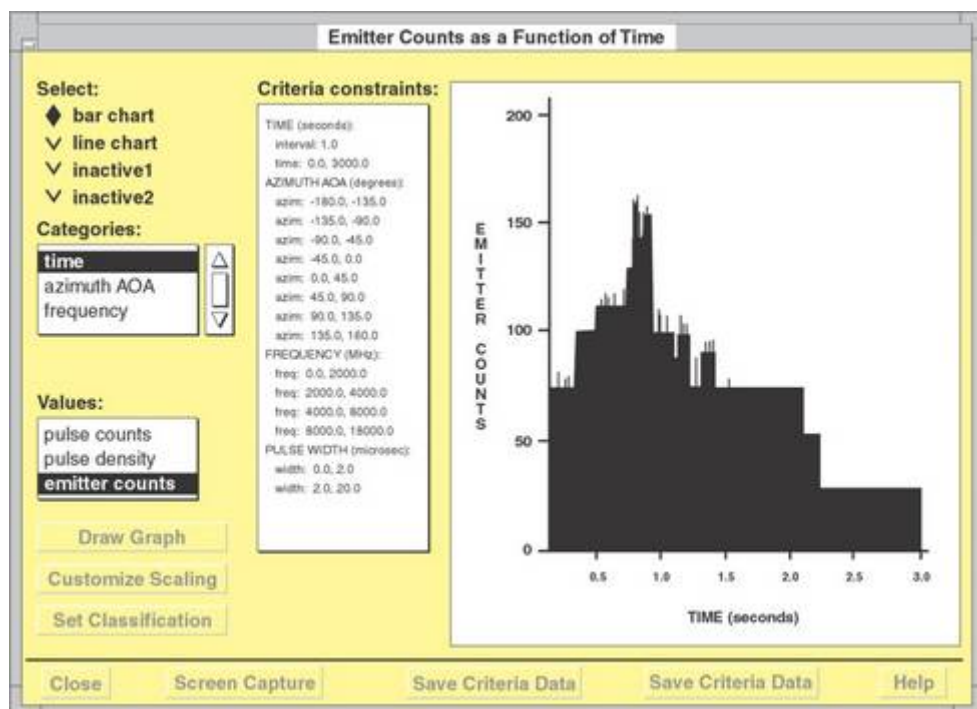 Emitter Counts as a Function of Time
Select:
bar chart
line chart
inactive1
inactive2
Categories:
time
azimuth AOA
frequency
Values:
pulse counts
pulse density
emitter counts
Draw Graph
Customize Scaling
Set Classification
Criteria constraints:
TIME (seconds):
interval: 1.0
time: 0.0, 3000.0
AZIMUTH AOA (degrees):
azim: -180.0, -135.0
azim: -135.0, -90.0
azim: -90.0, -45.0
azim: -45.0, 0.0
azim: 0.0, 45.0
azim: 45.0, 90.0
azim: 90.0, 135.0
azim: 135.0, 160.0
FREQUENCY (MHz):
freq: 0.0, 2000.0
freq: 2000.0, 4000.0
freq: 4000.0, 8000.0
freq: 8000.0, 18000.0
PULSE WIDTH (microsec):
width: 0.0, 2.0
width: 2.0, 20.0
EMITTER COUNTS
200
150
100
50
0
0.5 1.0 1.5 2.0 2.5 3.0
TIME (seconds)
Close Screen Capture Save Criteria Data Save Criteria Data Help